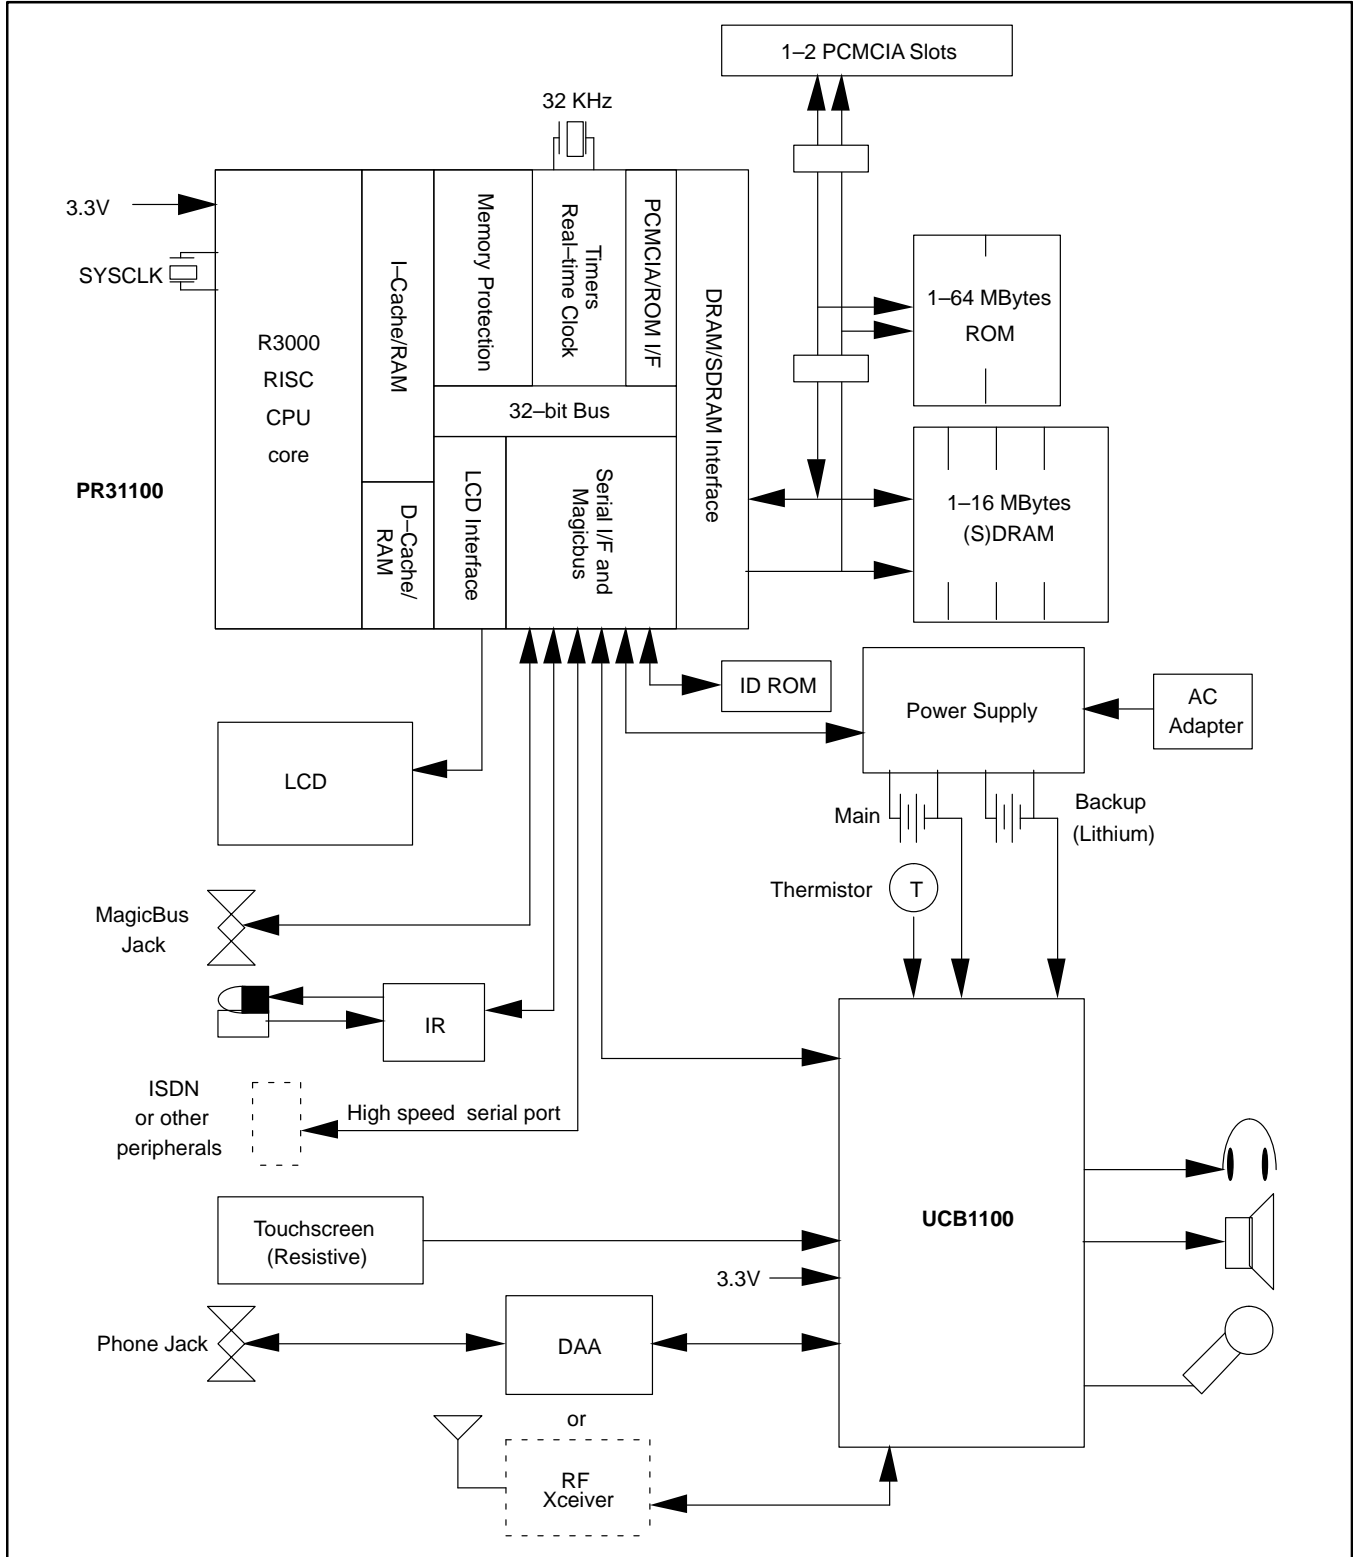 1–2 PCMCIA Slots
32 KHz
3.3V
SYSCLK
PR31100
R3000
RISC
CPU
core
I–Cache/RAM
D–Cache/
RAM
Memory Protection
Timers
Real–time Clock
PCMCIA/ROM I/F
32–bit Bus
LCD Interface
Serial I/F and
Magicbus
DRAM/SDRAM Interface
1–64 MBytes
ROM
1–16 MBytes
(S)DRAM
ID ROM
Power Supply
AC
Adapter
LCD
Main
Backup
(Lithium)
Thermistor
T
MagicBus
Jack
IR
ISDN
or other
peripherals
High speed serial port
UCB1100
Touchscreen
(Resistive)
3.3V
Phone Jack
DAA
or
RF
Xceiver